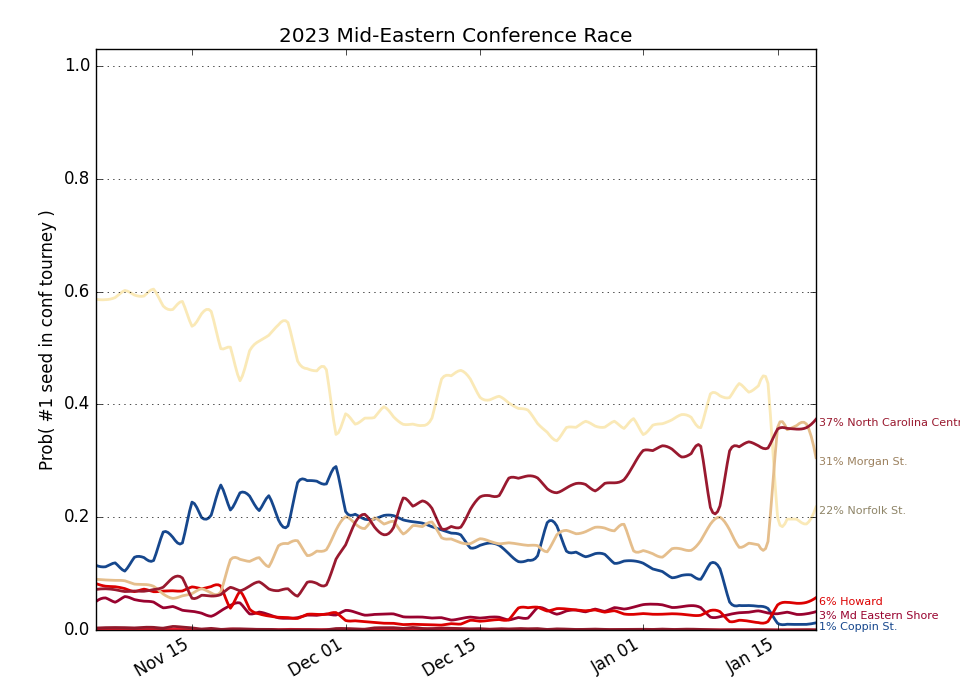 2023 Mid-Eastern Conference Race
Prob( #1 seed in conf tourney )
1.0
0.8
0.6
0.4
0.2
0.0
Nov 15
Dec 01
Dec 15
Jan 01
Jan 15
37% North Carolina Centr
31% Morgan St.
22% Norfolk St.
6% Howard
3% Md Eastern Shore
1% Coppin St.